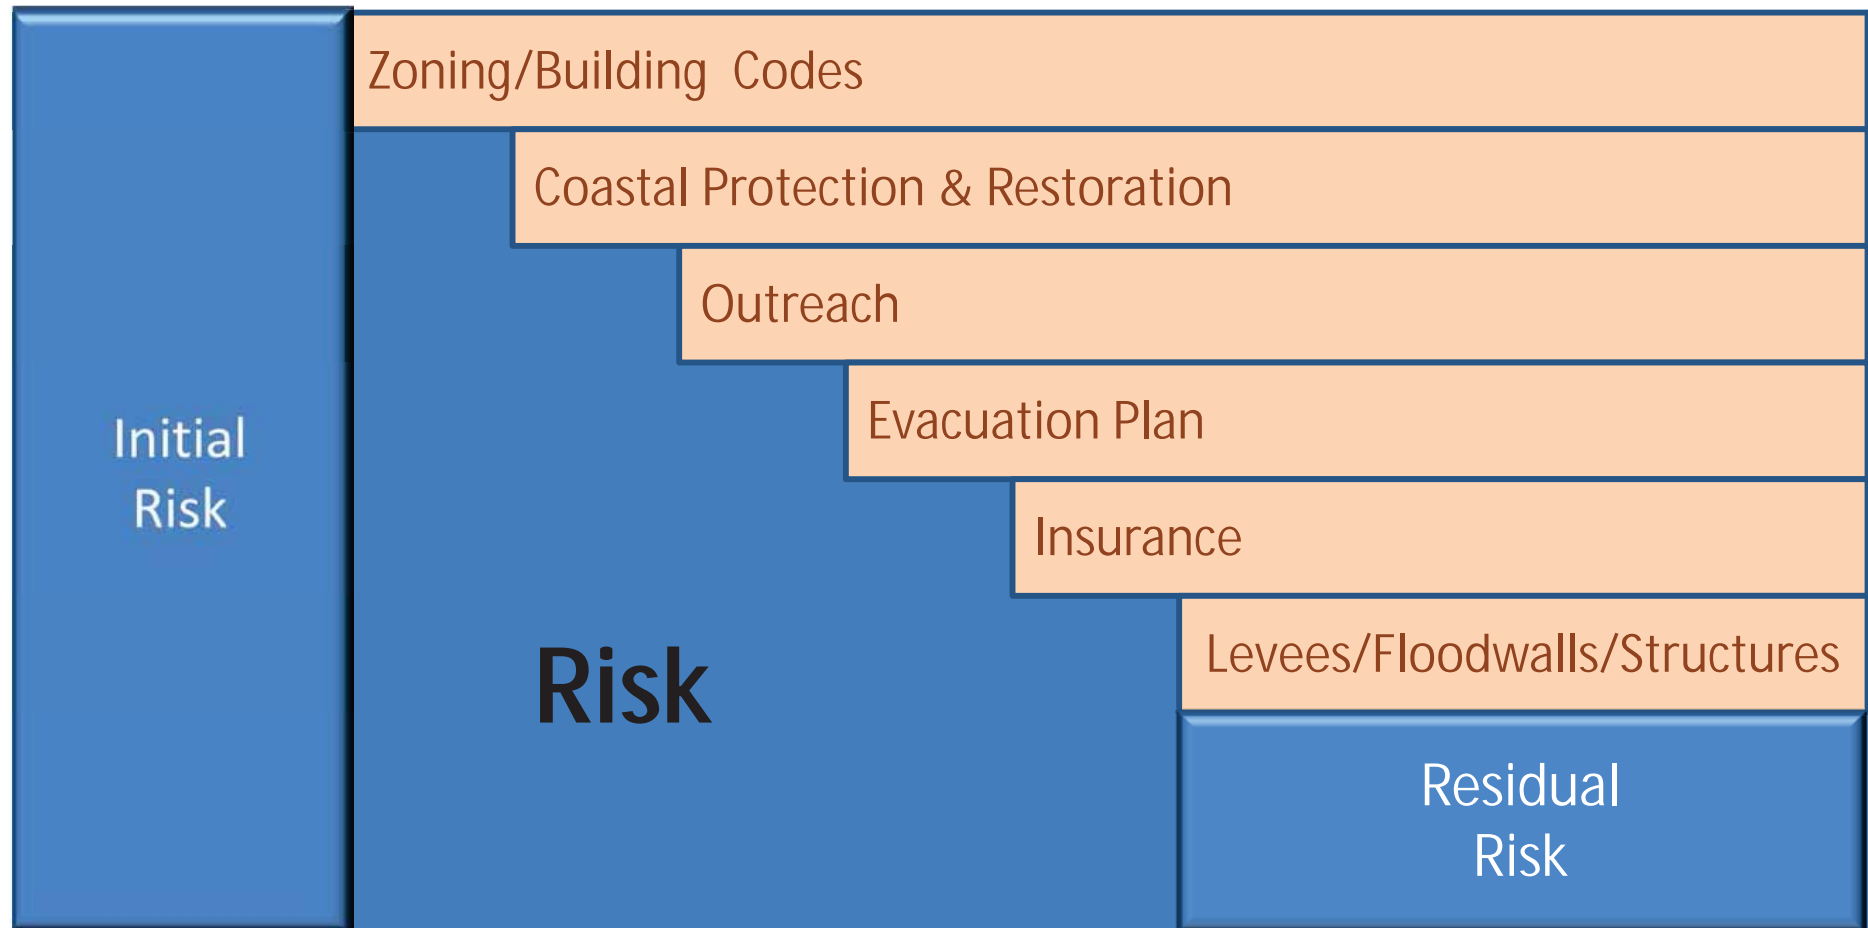 Zoning/Building Codes
Coastal Protection & Restoration
Outreach
Evacuation Plan
Initial
Risk
Insurance
Risk
Levees/Floodwalls/Structures
Residual
Risk